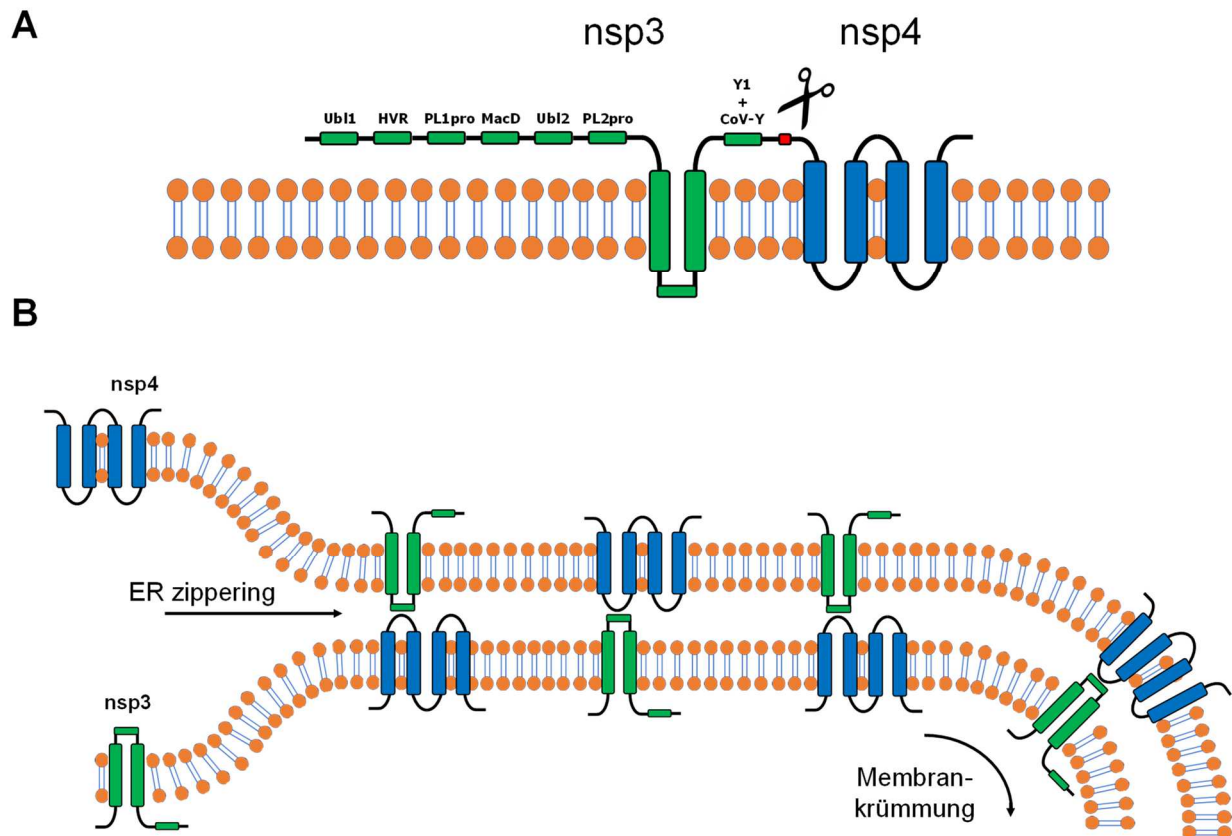 A
nsp3 nsp4
Y1
+
Ubl1 HVR PL1pro MacD Ubl2 PL2pro CoV-Y
B
nsp4
ER zippering
nsp3
Membran-
krümmung